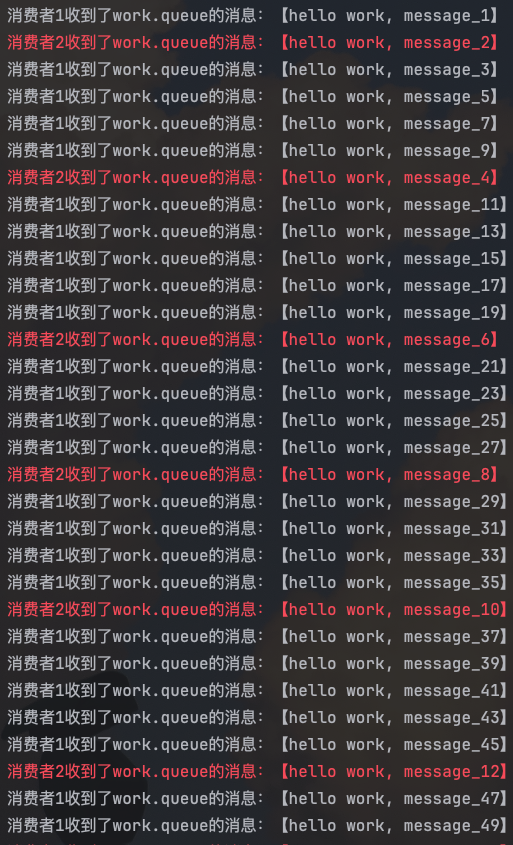 消费者1收到了work.queue的消息：【hello work, message_1】
消费者2收到了work.queue的消息：【hello work, message_2】
消费者1收到了work.queue的消息：【hello work, message_3】
消费者1收到了work.queue的消息：【hello work, message_5】
消费者1收到了work.queue的消息：【hello work, message_7】
消费者1收到了work.queue的消息：【hello work, message_9】
消费者2收到了work.queue的消息：【hello work, message_4】
消费者1收到了work.queue的消息：【hello work, message_11】
消费者1收到了work.queue的消息：【hello work, message_13】
消费者1收到了work.queue的消息：【hello work, message_15】
消费者1收到了work.queue的消息：【hello work, message_17】
消费者1收到了work.queue的消息：【hello work, message_19】
消费者2收到了work.queue的消息：【hello work, message_6】
消费者1收到了work.queue的消息：【hello work, message_21】
消费者1收到了work.queue的消息：【hello work, message_23】
消费者1收到了work.queue的消息：【hello work, message_25】
消费者1收到了work.queue的消息：【hello work, message_27】
消费者2收到了work.queue的消息：【hello work, message_8】
消费者1收到了work.queue的消息：【hello work, message_29】
消费者1收到了work.queue的消息：【hello work, message_31】
消费者1收到了work.queue的消息：【hello work, message_33】
消费者1收到了work.queue的消息：【hello work, message_35】
消费者2收到了work.queue的消息：【hello work, message_10】
消费者1收到了work.queue的消息：【hello work, message_37】
消费者1收到了work.queue的消息：【hello work, message_39】
消费者1收到了work.queue的消息：【hello work, message_41】
消费者1收到了work.queue的消息：【hello work, message_43】
消费者1收到了work.queue的消息：【hello work, message_45】
消费者2收到了work.queue的消息：【hello work, message_12】
消费者1收到了work.queue的消息：【hello work, message_47】
消费者1收到了work.queue的消息：【hello work, message_49】